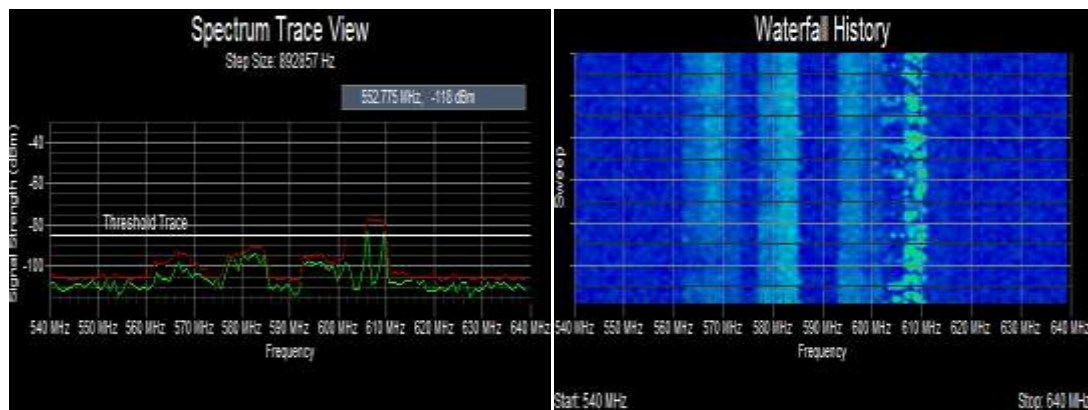 Spectrum Trace View
Step Size: 892857 Hz
552.775 MHz, -118 dBm
Signal Strength (dBm)
-40
-60
-80
-100
Threshold Trace
540 MHz 550 MHz 560 MHz 570 MHz 580 MHz 590 MHz 600 MHz 610 MHz 620 MHz 630 MHz 640 MHz
Frequency
Waterfall History
Sweep
540 MHz 550 MHz 560 MHz 570 MHz 580 MHz 590 MHz 600 MHz 610 MHz 620 MHz 630 MHz 640 MHz
Frequency
Start: 540 MHz
Stop: 640 MHz